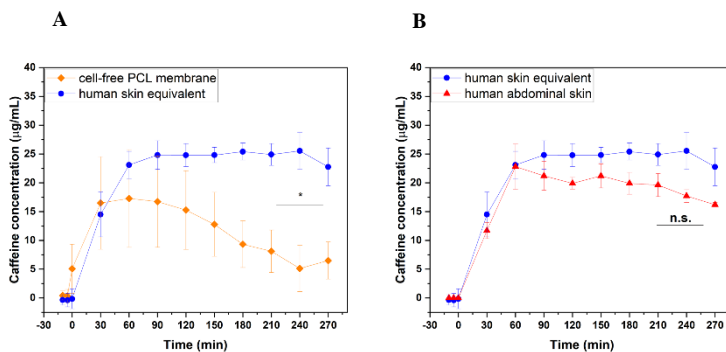 A
cell-free PCL membrane
human skin equivalent
Caffeine concentration (µg/mL)
45
40
35
30
25
20
15
10
5
0
*
-30 0 30 60 90 120 150 180 210 240 270
Time (min)
B
human skin equivalent
human abdominal skin
Caffeine concentration (µg/mL)
45
40
35
30
25
20
15
10
5
0
n.s.
-30 0 30 60 90 120 150 180 210 240 270
Time (min)